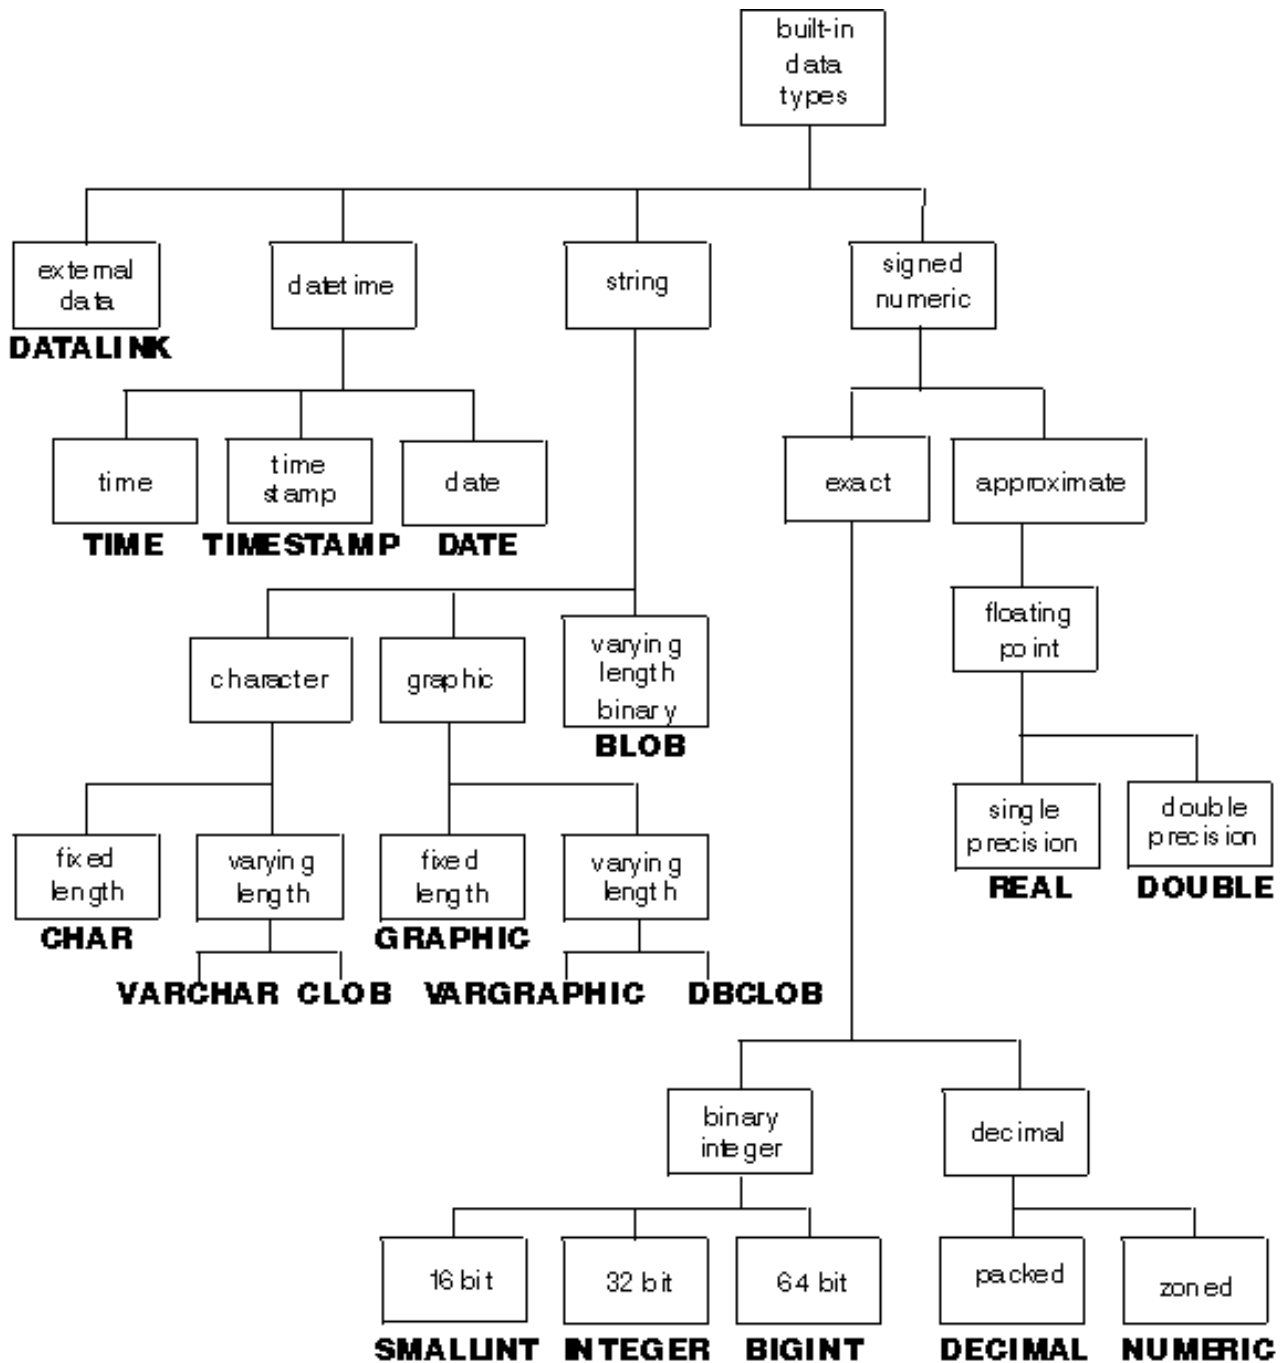 built-in
data
types
external
data
DATALINK
datetime
string
signed
numeric
time
TIME
time
stamp
TIMESTAMP
date
DATE
exact
approximate
floating
point
character
graphic
varying
length
binary
BLOB
single
precision
REAL
double
precision
DOUBLE
fixed
length
CHAR
varying
length
VARCHAR CLOB
fixed
length
GRAPHIC
varying
length
VARGRAPHIC DBCLOB
binary
integer
decimal
16 bit
SMALLINT
32 bit
INTEGER
64 bit
BIGINT
packed
DECIMAL
zoned
NUMERIC